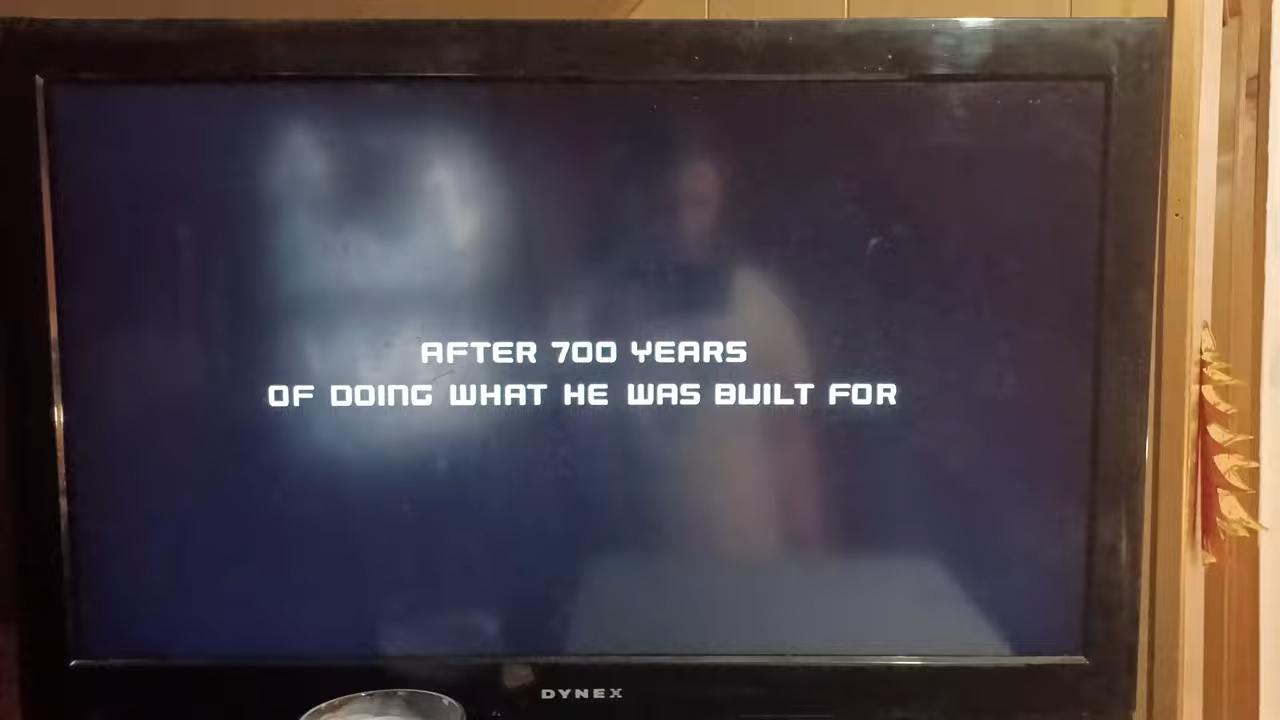 AFTER 700 YEARS
OF DOING WHAT HE WAS BUILT FOR
DYNEX